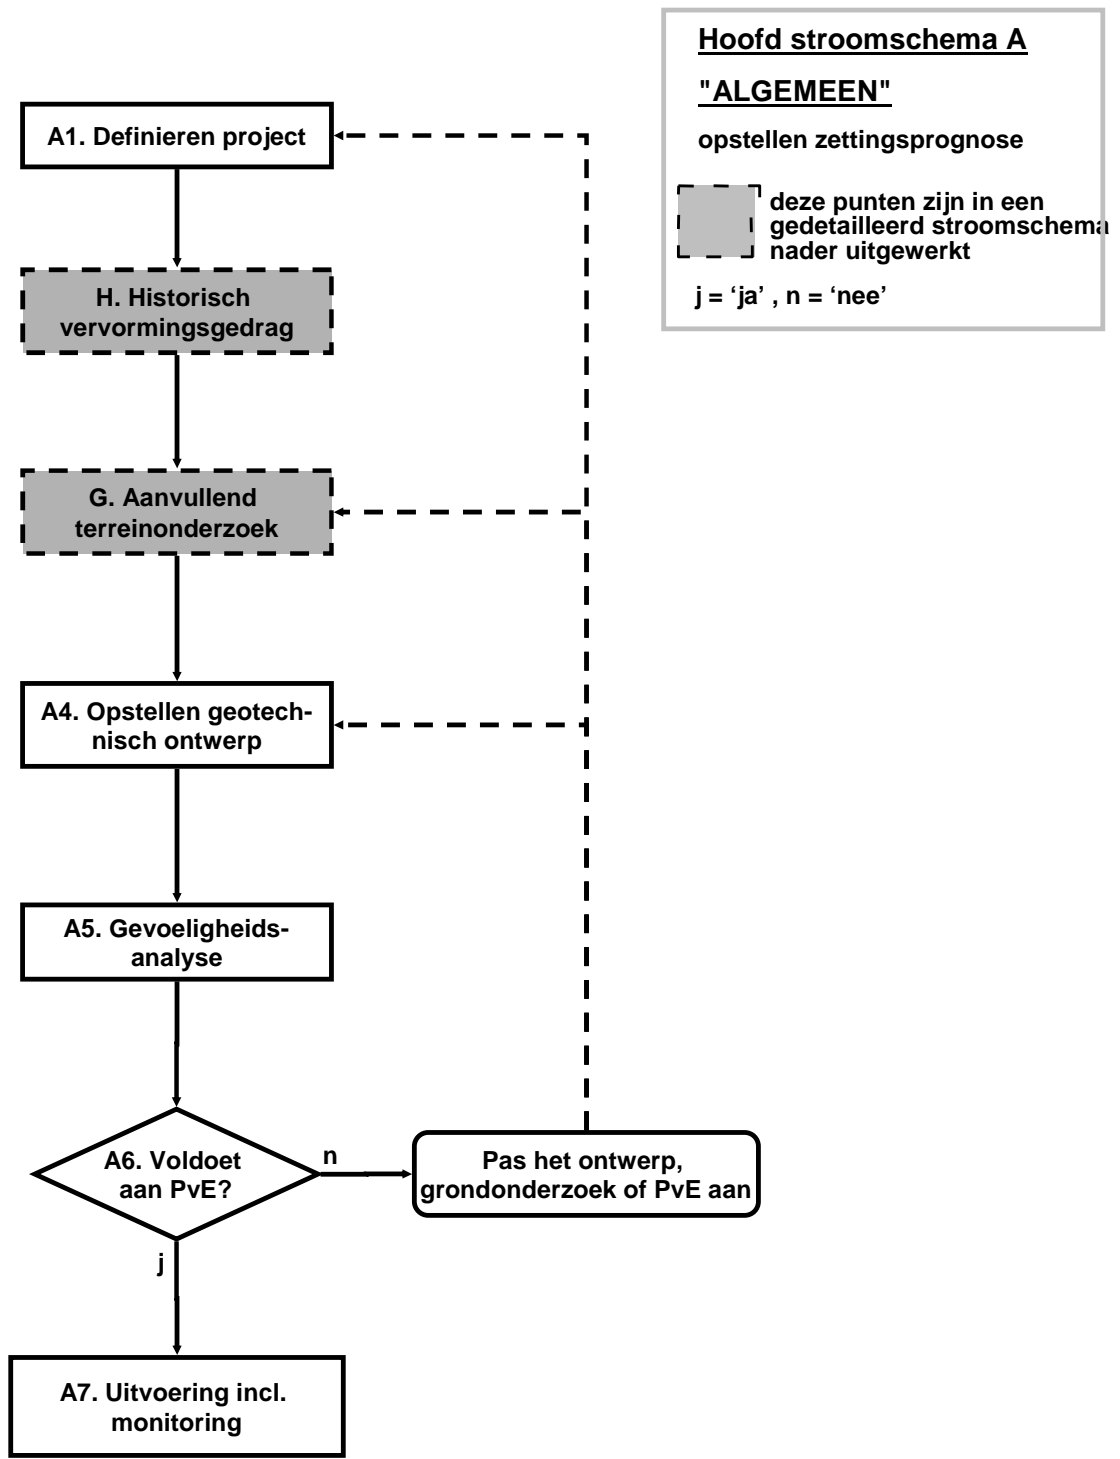 Hoofd stroomschema A
"ALGEMEEN"
opstellen zettingsprognose
deze punten zijn in een
gedetailleerd stroomschema
nader uitgewerkt
j = ‘ja’ , n = ‘nee’
A1. Definieren project
H. Historisch
vervormingsgedrag
G. Aanvullend
terreinonderzoek
A4. Opstellen geotech-
nisch ontwerp
A5. Gevoeligheids-
analyse
A6. Voldoet
aan PvE?
n
Pas het ontwerp,
grondonderzoek of PvE aan
j
A7. Uitvoering incl.
monitoring